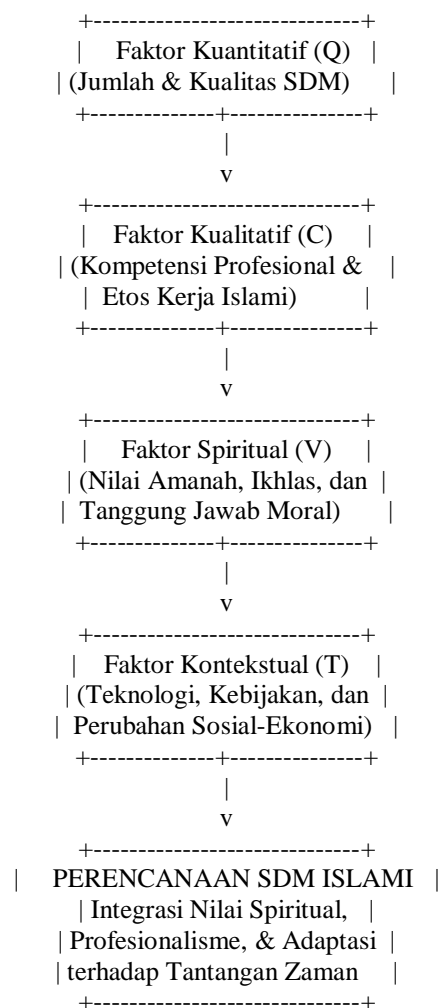 +------------------------------+
| Faktor Kuantitatif (Q) |
| (Jumlah & Kualitas SDM) |
+--------------+---------------+
|
v
+------------------------------+
| Faktor Kualitatif (C) |
| (Kompetensi Profesional & |
| Etos Kerja Islami) |
+--------------+---------------+
|
v
+------------------------------+
| Faktor Spiritual (V) |
| (Nilai Amanah, Ikhlas, dan |
| Tanggung Jawab Moral) |
+--------------+---------------+
|
v
+------------------------------+
| Faktor Kontekstual (T) |
| (Teknologi, Kebijakan, dan |
| Perubahan Sosial-Ekonomi) |
+--------------+---------------+
|
v
+------------------------------+
| PERENCANAAN SDM ISLAMI |
| Integrasi Nilai Spiritual, |
| Profesionalisme, & Adaptasi |
| terhadap Tantangan Zaman |
+------------------------------+